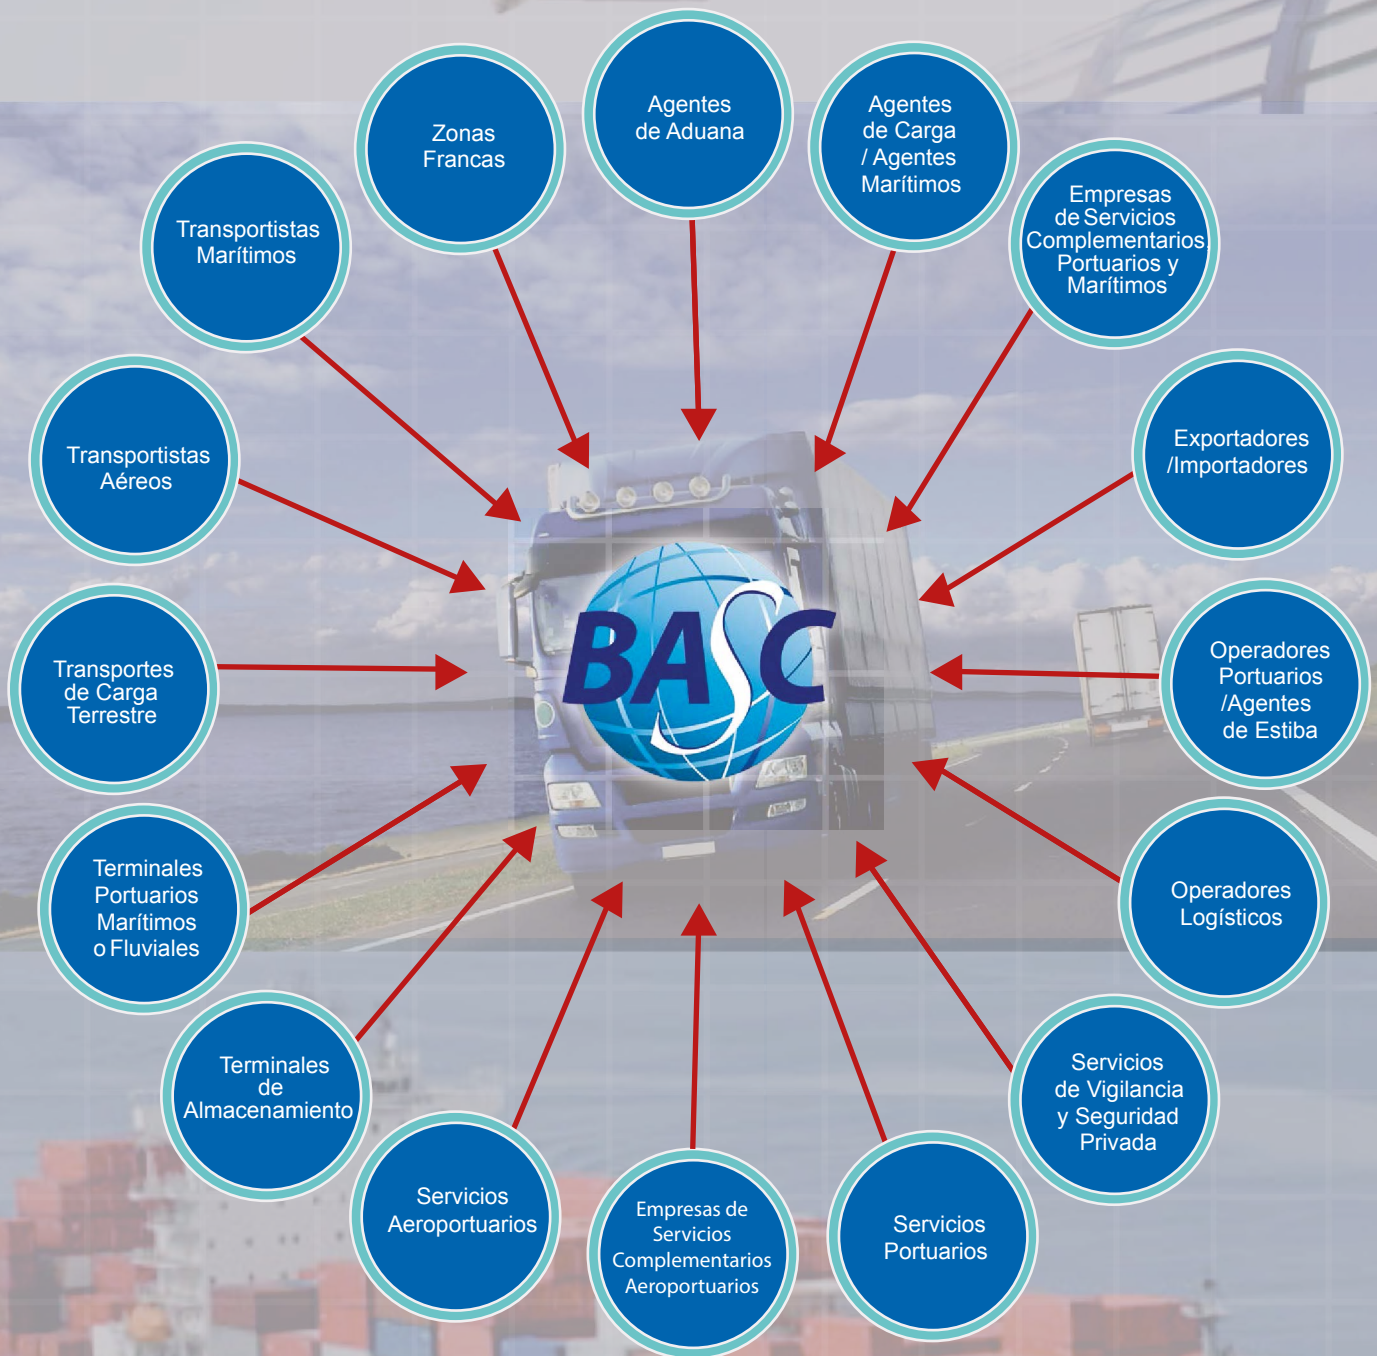 Agentes
de Aduana
Agentes
de Carga
/ Agentes
Marítimos
Empresas
de Servicios
Complementarios,
Portuarios y
Marítimos
Exportadores
/Importadores
Operadores
Portuarios
/Agentes
de Estiba
Operadores
Logísticos
Servicios
de Vigilancia
y Seguridad
Privada
Servicios
Portuarios
Empresas de
Servicios
Complementarios
Aeroportuarios
Servicios
Aeroportuarios
Terminales
de
Almacenamiento
Terminales
Portuarios
Marítimos
o Fluviales
Transportes
de Carga
Terrestre
Transportistas
Aéreos
Transportistas
Marítimos
Zonas
Francas
BASC